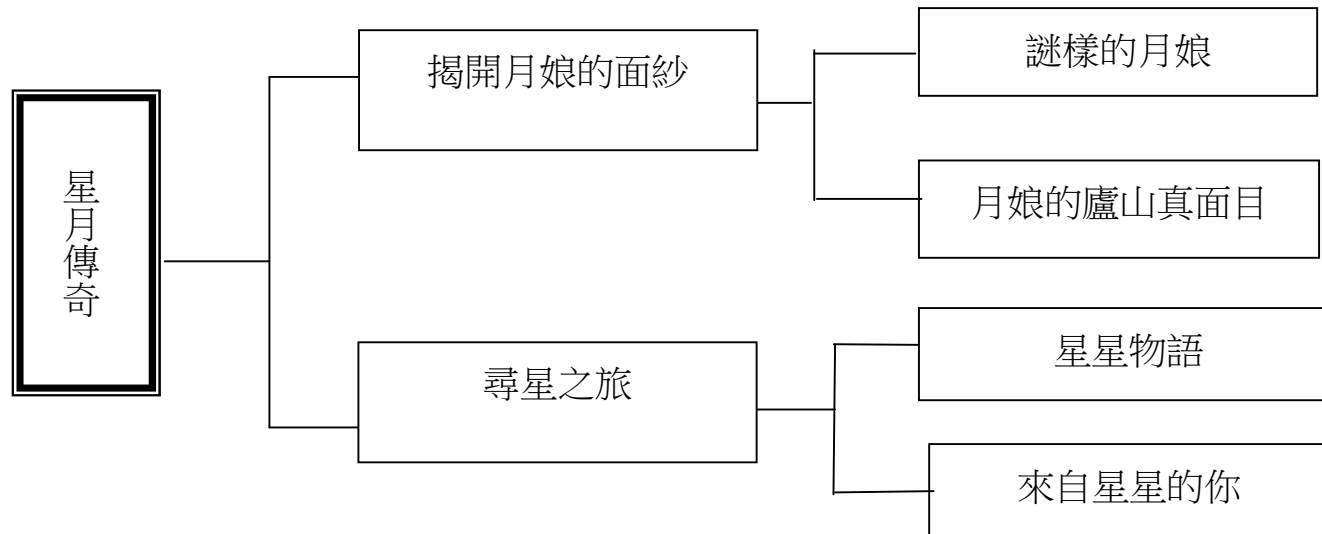 星月傳奇
揭開月娘的面紗
謎樣的月娘
月娘的廬山真面目
尋星之旅
星星物語
來自星星的你